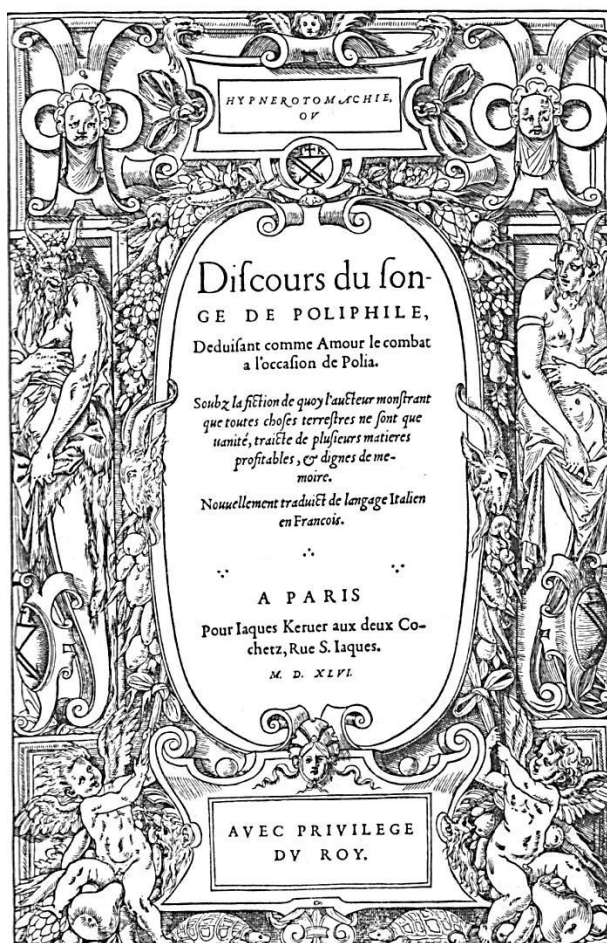 HYPNEROTOMACHIE,
OV
Diſcours du ſon-
GE DE POLIPHILE,
Deduiſant comme Amour le combat
a l'occaſion de Polia.
Soubz la fiction de quoy l'aucteur monſtrant
que toutes choſes terreſtres ne ſont que
uanité, traicte de pluſieurs matieres
profitables, & dignes de me-
moire.
Nouuellement traduict de langage Italien
en Francois.
A PARIS
Pour Iaques Keruer aux deux Co-
chetz, Rue S. Iaques.
M. D. XLVI.
AVEC PRIVILEGE
DV ROY.